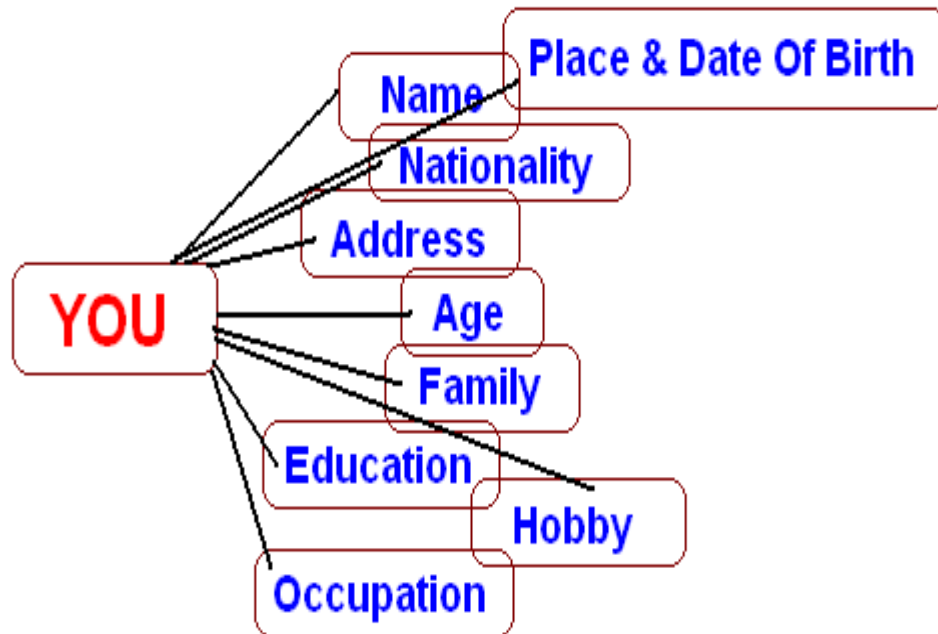 Place & Date Of Birth
Name
Nationality
Address
YOU
Age
Family
Education
Hobby
Occupation